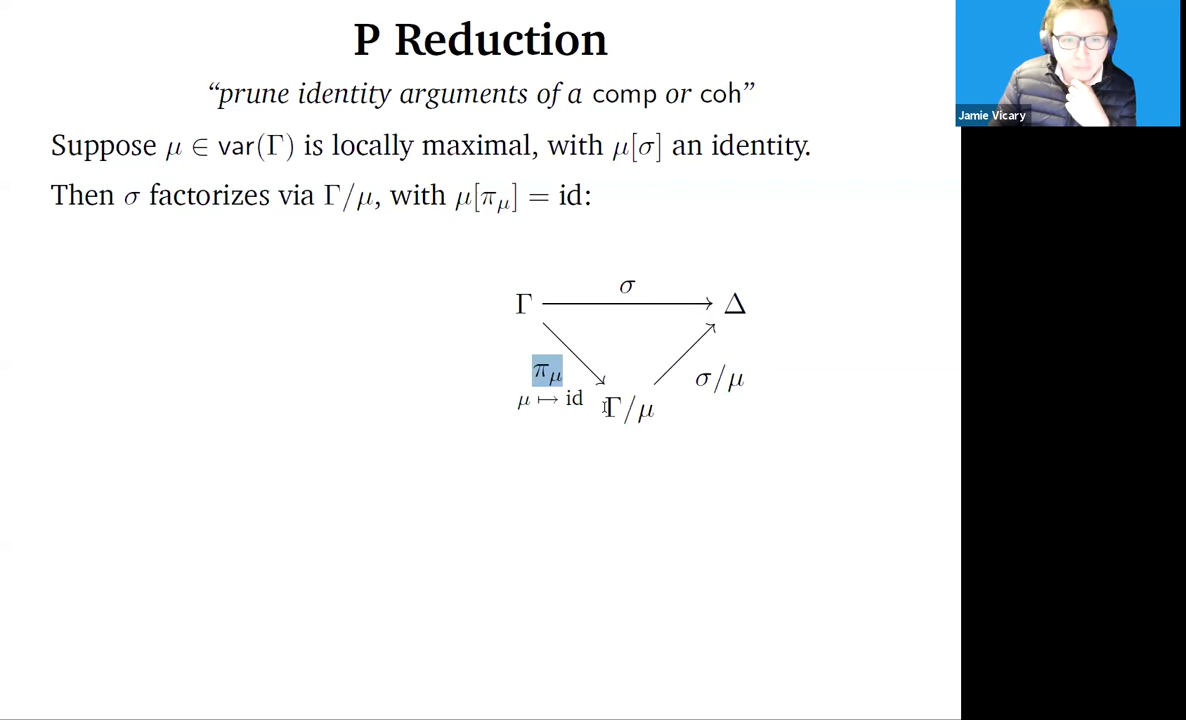 P Reduction
“prune identity arguments of a comp or coh”
Suppose μ ∈ var(Γ) is locally maximal, with μ[σ] an identity.
Then σ factorizes via Γ/μ, with μ[π_μ] = id:
σ
Γ Δ
π_μ σ/μ
μ ↦ id Γ/μ
Jamie Vicary